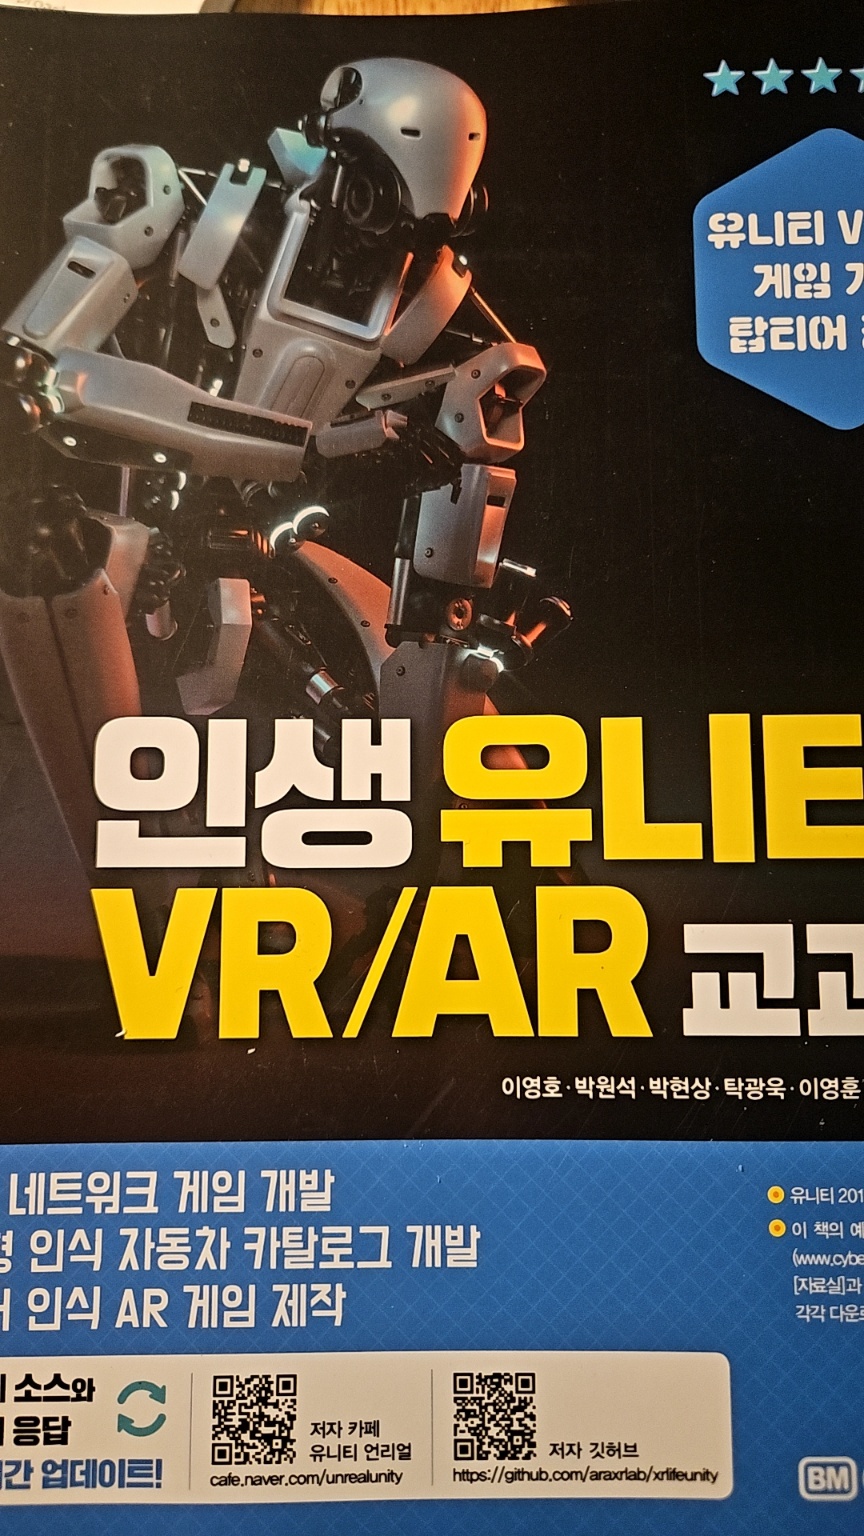 유니티 V
게임
탑티어
인생 유니티
VR/AR 교과
이영호·박원석·박현상·탁광욱·이영훈
네트워크 게임 개발
형 인식 자동차 카탈로그 개발
인식 AR 게임 제작
유니티 201
이 책의 예
(www.cybe
[자료실]과
각각 다운로
소스와
응답
업데이트!
저자 카페
유니티 언리얼
cafe.naver.com/unrealunity
저자 깃허브
https://github.com/araxrlab/xrlifeunity
BM